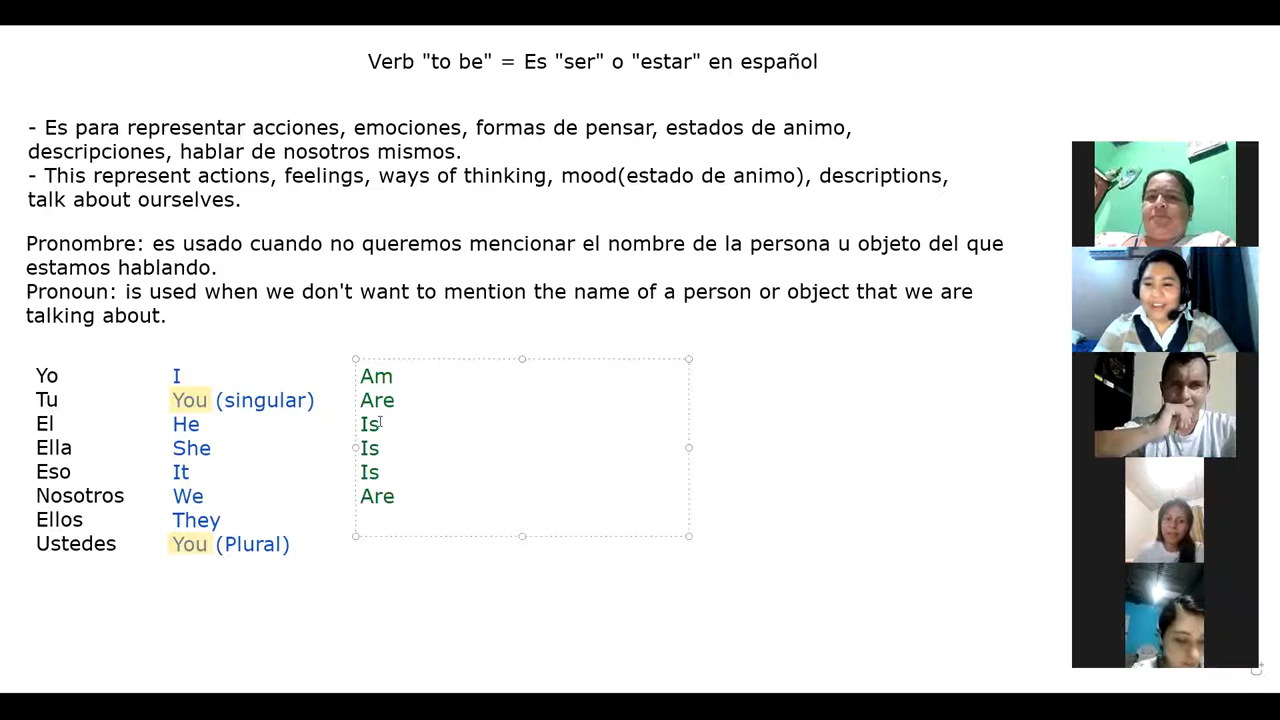 Verb "to be" = Es "ser" o "estar" en español
- Es para representar acciones, emociones, formas de pensar, estados de animo,
descripciones, hablar de nosotros mismos.
- This represent actions, feelings, ways of thinking, mood(estado de animo), descriptions,
talk about ourselves.
Pronombre: es usado cuando no queremos mencionar el nombre de la persona u objeto del que
estamos hablando.
Pronoun: is used when we don't want to mention the name of a person or object that we are
talking about.
Yo I Am
Tu You (singular) Are
El He Is
Ella She Is
Eso It Is
Nosotros We Are
Ellos They
Ustedes You (Plural)